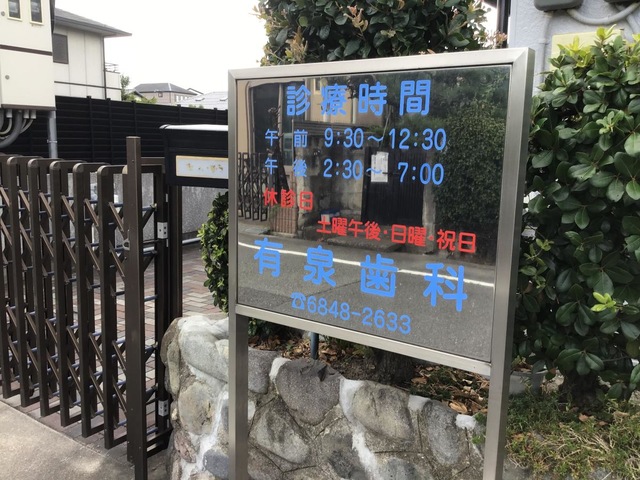 診療時間
午前 9:30～12:30
午後 2:30～ 7:00
休診日
土曜午後・日曜・祝日
有泉歯科
☎6848-2633